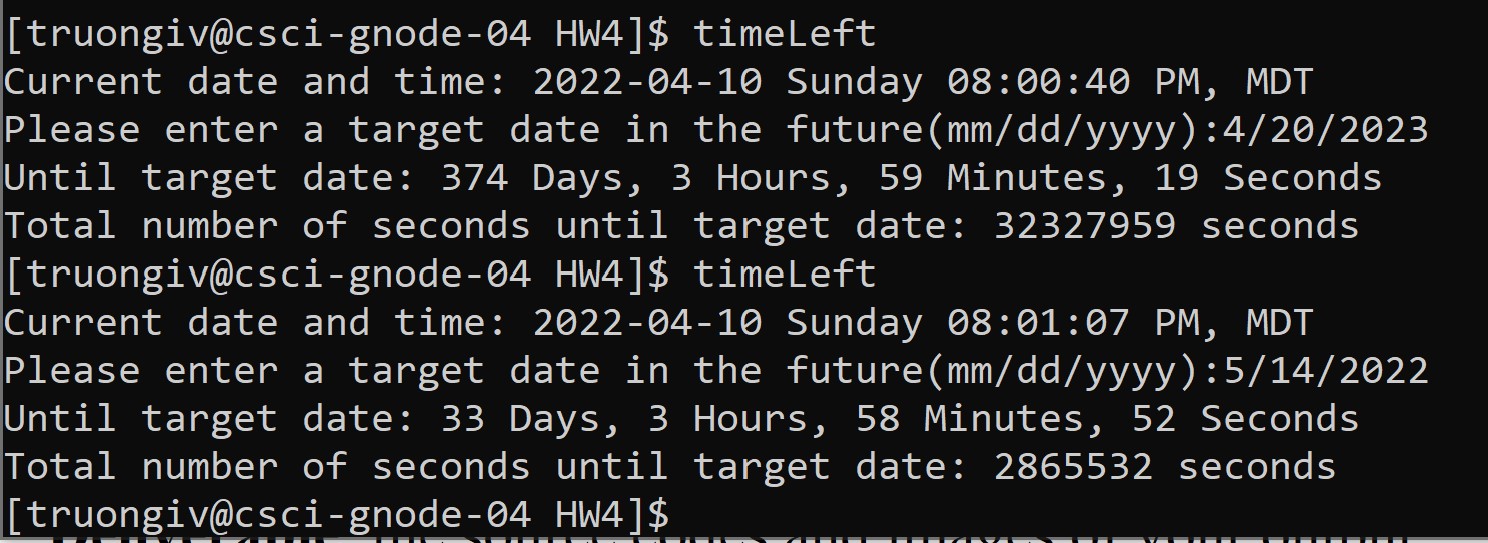 [truongiv@csci-gnode-04 HW4]$ timeLeft
Current date and time: 2022-04-10 Sunday 08:00:40 PM, MDT
Please enter a target date in the future(mm/dd/yyyy):4/20/2023
Until target date: 374 Days, 3 Hours, 59 Minutes, 19 Seconds
Total number of seconds until target date: 32327959 seconds
[truongiv@csci-gnode-04 HW4]$ timeLeft
Current date and time: 2022-04-10 Sunday 08:01:07 PM, MDT
Please enter a target date in the future(mm/dd/yyyy):5/14/2022
Until target date: 33 Days, 3 Hours, 58 Minutes, 52 Seconds
Total number of seconds until target date: 2865532 seconds
[truongiv@csci-gnode-04 HW4]$